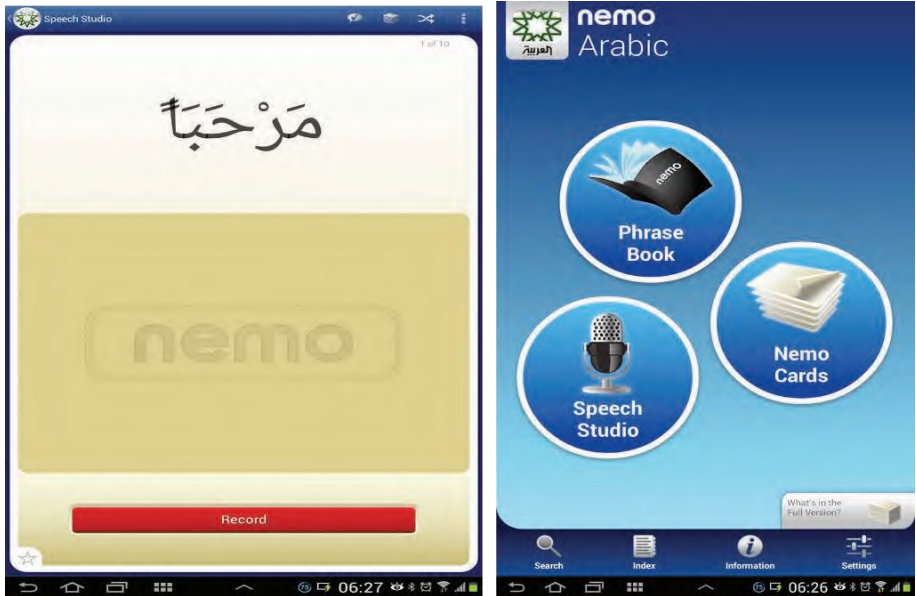 Speech Studio
1 of 10
مَرْحَبَاً
nemo
Record
06:27
nemo
Arabic
العربية
nemo
Phrase
Book
Nemo
Cards
Speech
Studio
What's in the
Full Version?
Search
Index
Information
Settings
75
06:26